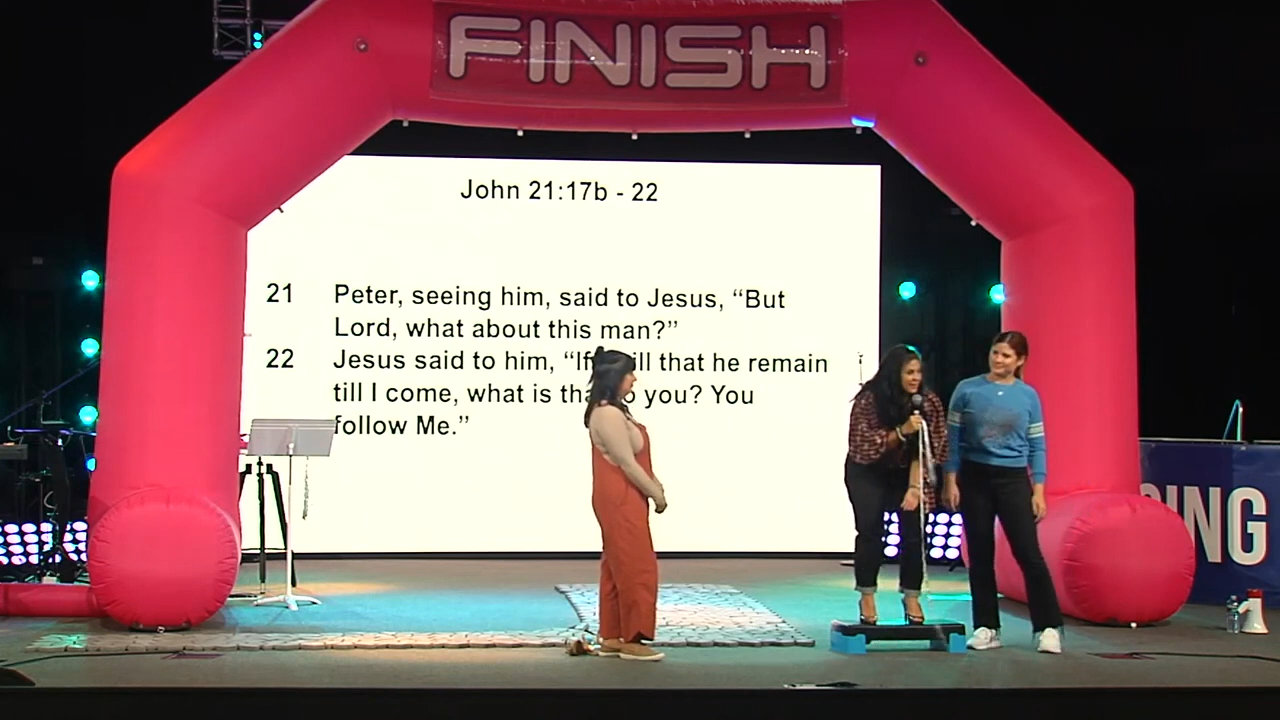 FINISH
John 21:17b - 22
21 Peter, seeing him, said to Jesus, “But
Lord, what about this man?”
22 Jesus said to him, “If ill that he remain
till I come, what is tha o you? You
follow Me.”
ING